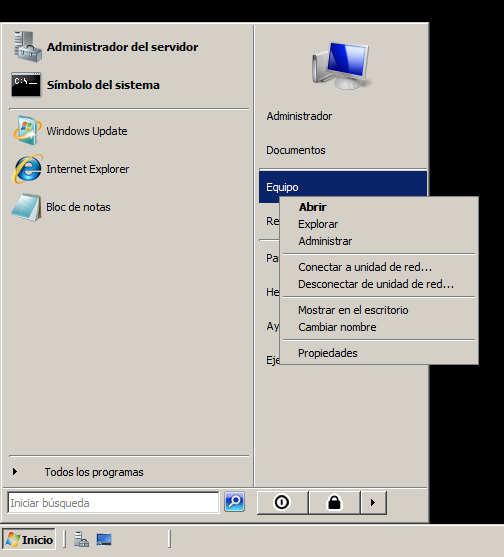 Administrador del servidor
Símbolo del sistema
Windows Update
Internet Explorer
Bloc de notas
Todos los programas
Iniciar búsqueda
Administrador
Documentos
Equipo
Re
Pa
He
Ay
Eje
Abrir
Explorar
Administrar
Conectar a unidad de red...
Desconectar de unidad de red...
Mostrar en el escritorio
Cambiar nombre
Propiedades
Inicio